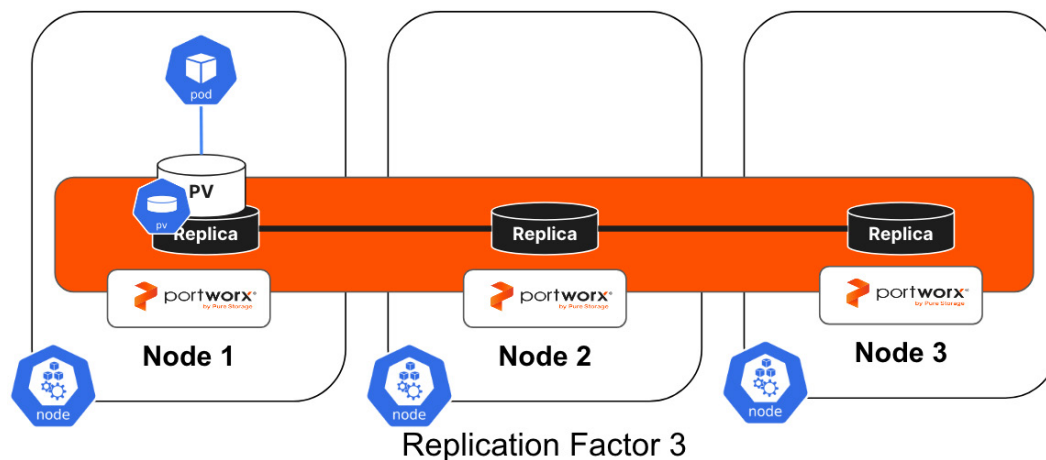 pod
PV
pv
Replica
Replica
Replica
portworx®
by Pure Storage
portworx®
by Pure Storage
portworx®
by Pure Storage
Node 1
Node 2
Node 3
node
node
node
Replication Factor 3